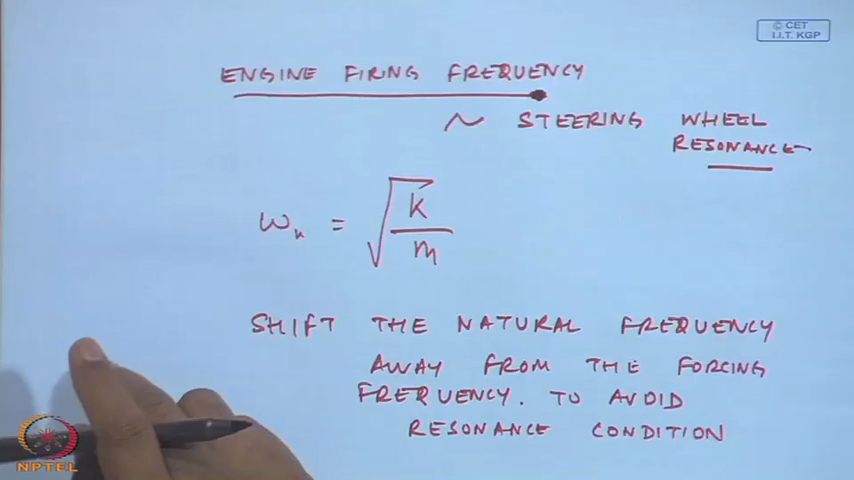 © CET
I.I.T. KGP
ENGINE FIRING FREQUENCY
~ STEERING WHEEL
RESONANCE
ωn = √(K/m)
SHIFT THE NATURAL FREQUENCY
AWAY FROM THE FORCING
FREQUENCY. TO AVOID
RESONANCE CONDITION
NPTEL